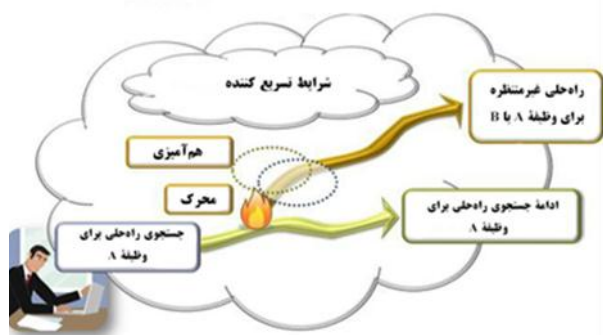 شرایط تسریع کننده
راه‌حلی غیرمنتظره
برای وظیفهٔ A یا B
هم‌آمیزی
محرک
ادامهٔ جستجوی راه‌حلی برای
وظیفهٔ A
جستجوی راه‌حلی برای
وظیفهٔ A